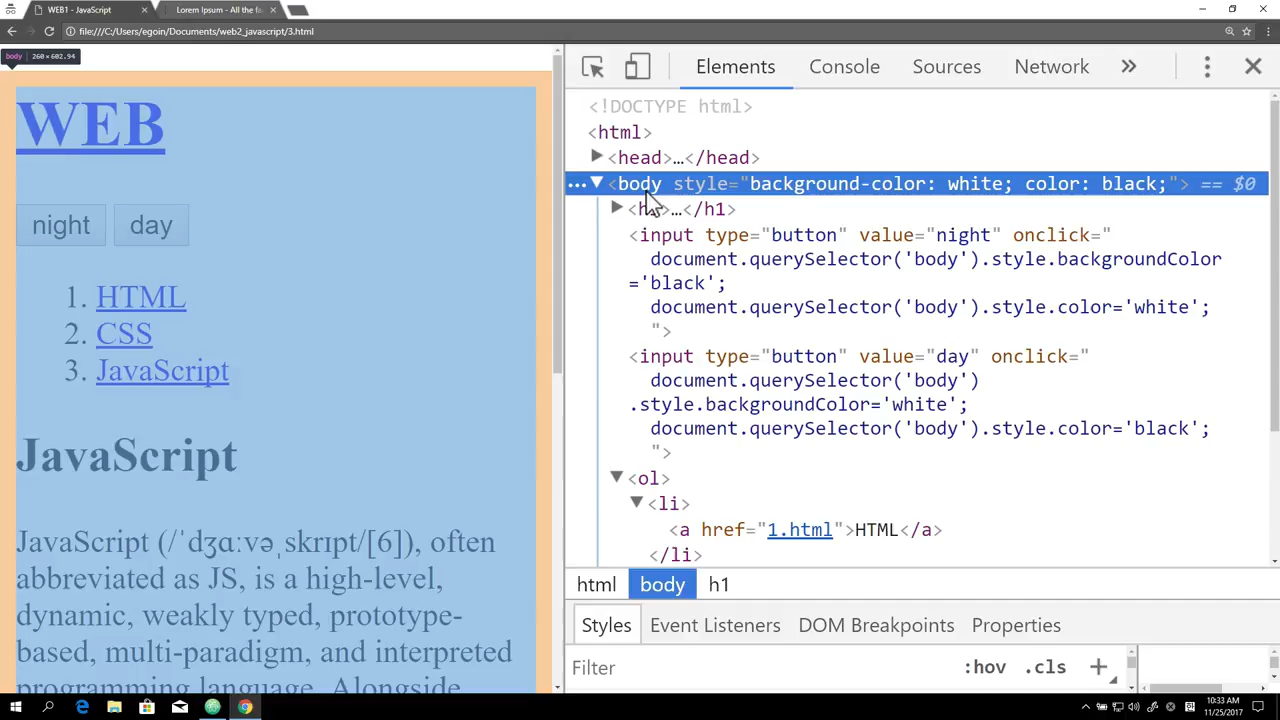 WEB1 - JavaScript
Lorem Ipsum - All the fa
file:///C:/Users/egoin/Documents/web2_javascript/3.html
body 260×602.94
WEB
night day
1. HTML
2. CSS
3. JavaScript
JavaScript
JavaScript (/ˈdʒɑːvəˌskrɪpt/[6]), often
abbreviated as JS, is a high-level,
dynamic, weakly typed, prototype-
based, multi-paradigm, and interpreted
programming language. Alongside
Elements Console Sources Network »
<!DOCTYPE html>
<html>
<head>…</head>
<body style="background-color: white; color: black;"> == $0
…</h1>
<input type="button" value="night" onclick="
document.querySelector('body').style.backgroundColor
='black';
document.querySelector('body').style.color='white';
">
<input type="button" value="day" onclick="
document.querySelector('body')
.style.backgroundColor='white';
document.querySelector('body').style.color='black';
">
<ol>
<li>
<a href="1.html">HTML</a>
</li>
html body h1
Styles Event Listeners DOM Breakpoints Properties
Filter :hov .cls +
10:33 AM
11/25/2017